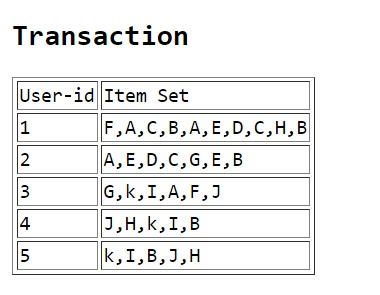 Transaction
User-id Item Set
1 F,A,C,B,A,E,D,C,H,B
2 A,E,D,C,G,E,B
3 G,k,I,A,F,J
4 J,H,k,I,B
5 k,I,B,J,H